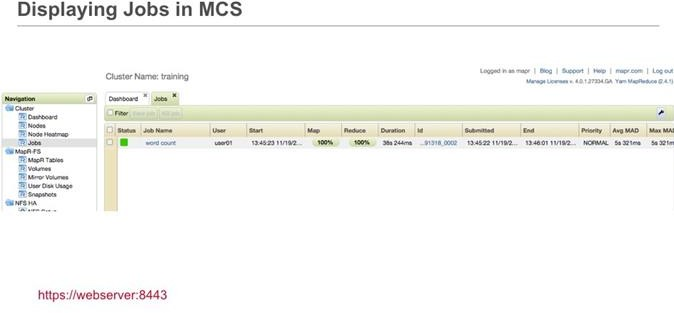 Displaying Jobs in MCS
Logged in as mapr | Blog | Support | Help | mapr.com | Log out
Cluster Name: training
Manage Licenses v. 4.0.1.27334.GA Yarn MapReduce (2.4.1)
Navigation
Cluster
Dashboard
Nodes
Node Heatmap
Jobs
MapR-FS
MapR Tables
Volumes
Mirror Volumes
User Disk Usage
Snapshots
NFS HA
Dashboard Jobs
Filter View Job Kill Job
Status Job Name User Start Map Reduce Duration Id Submitted End Priority Avg MAD Max MAD
word count user01 13:45:23 11/19/2... 100% 100% 38s 244ms ...91318_0002 13:45:22 11/19/2... 13:46:01 11/19/2... NORMAL 5s 321ms 5s 321m
https://webserver:8443